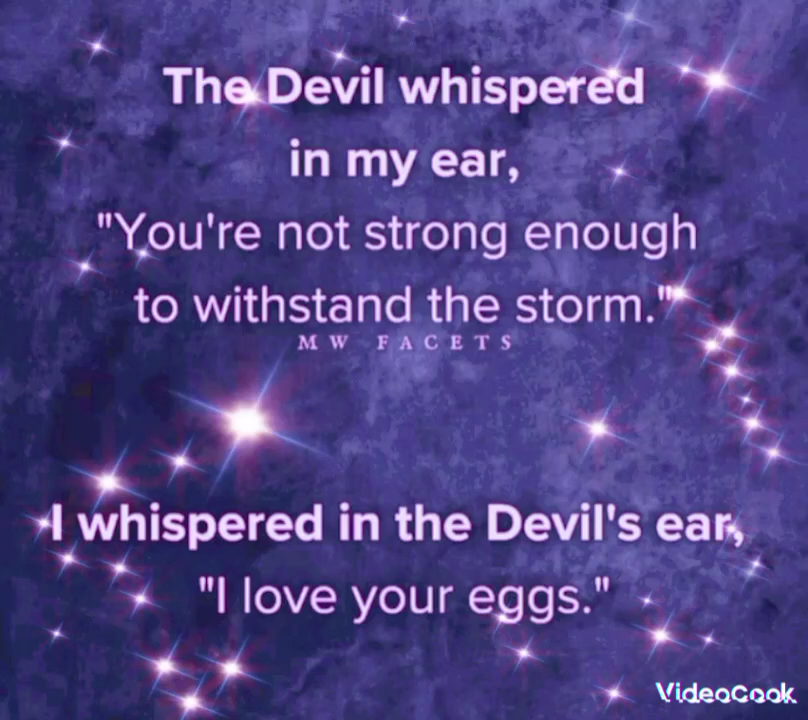 The Devil whispered
in my ear,
"You're not strong enough
to withstand the storm."
MW FACETS
I whispered in the Devil's ear,
"I love your eggs."
VideoCook